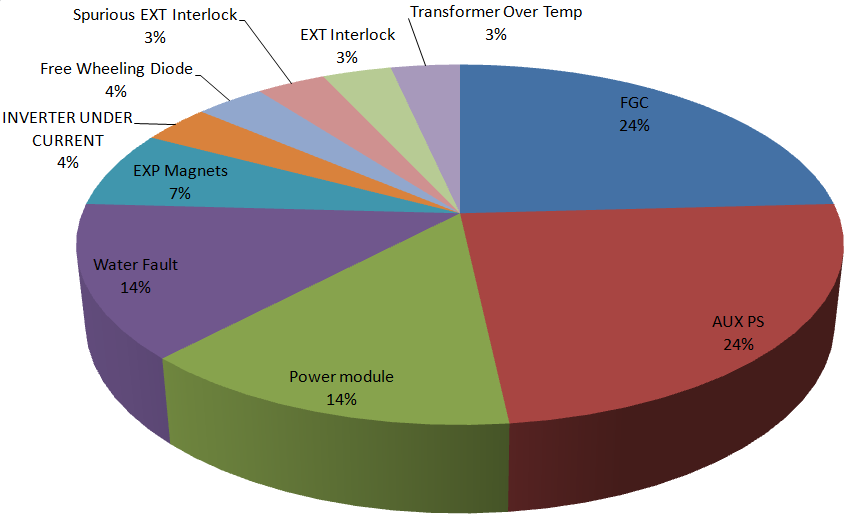 Transformer Over Temp
3%
Spurious EXT Interlock
3%
EXT Interlock
3%
Free Wheeling Diode
4%
INVERTER UNDER
CURRENT
4%
EXP Magnets
7%
FGC
24%
Water Fault
14%
AUX PS
24%
Power module
14%